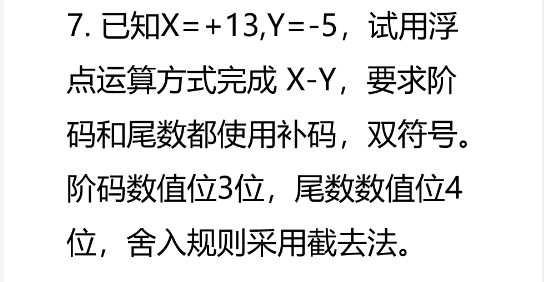 7. 已知X=+13,Y=-5，试用浮
点运算方式完成 X-Y，要求阶
码和尾数都使用补码，双符号。
阶码数值位3位，尾数数值位4
位，舍入规则采用截去法。